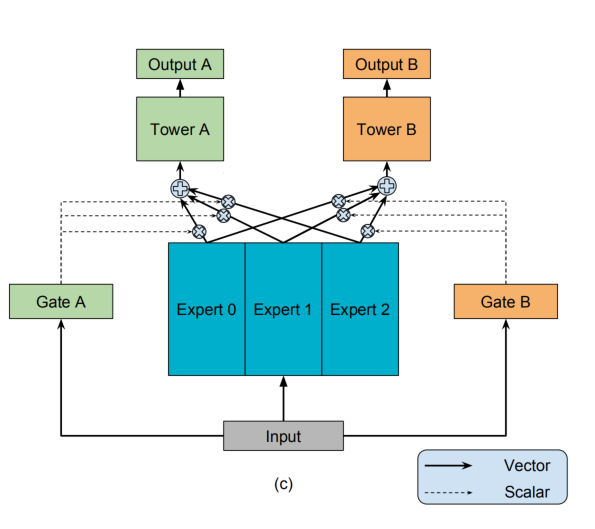 Output A
Output B
Tower A
Tower B
Gate A
Expert 0
Expert 1
Expert 2
Gate B
Input
(c)
Vector
Scalar